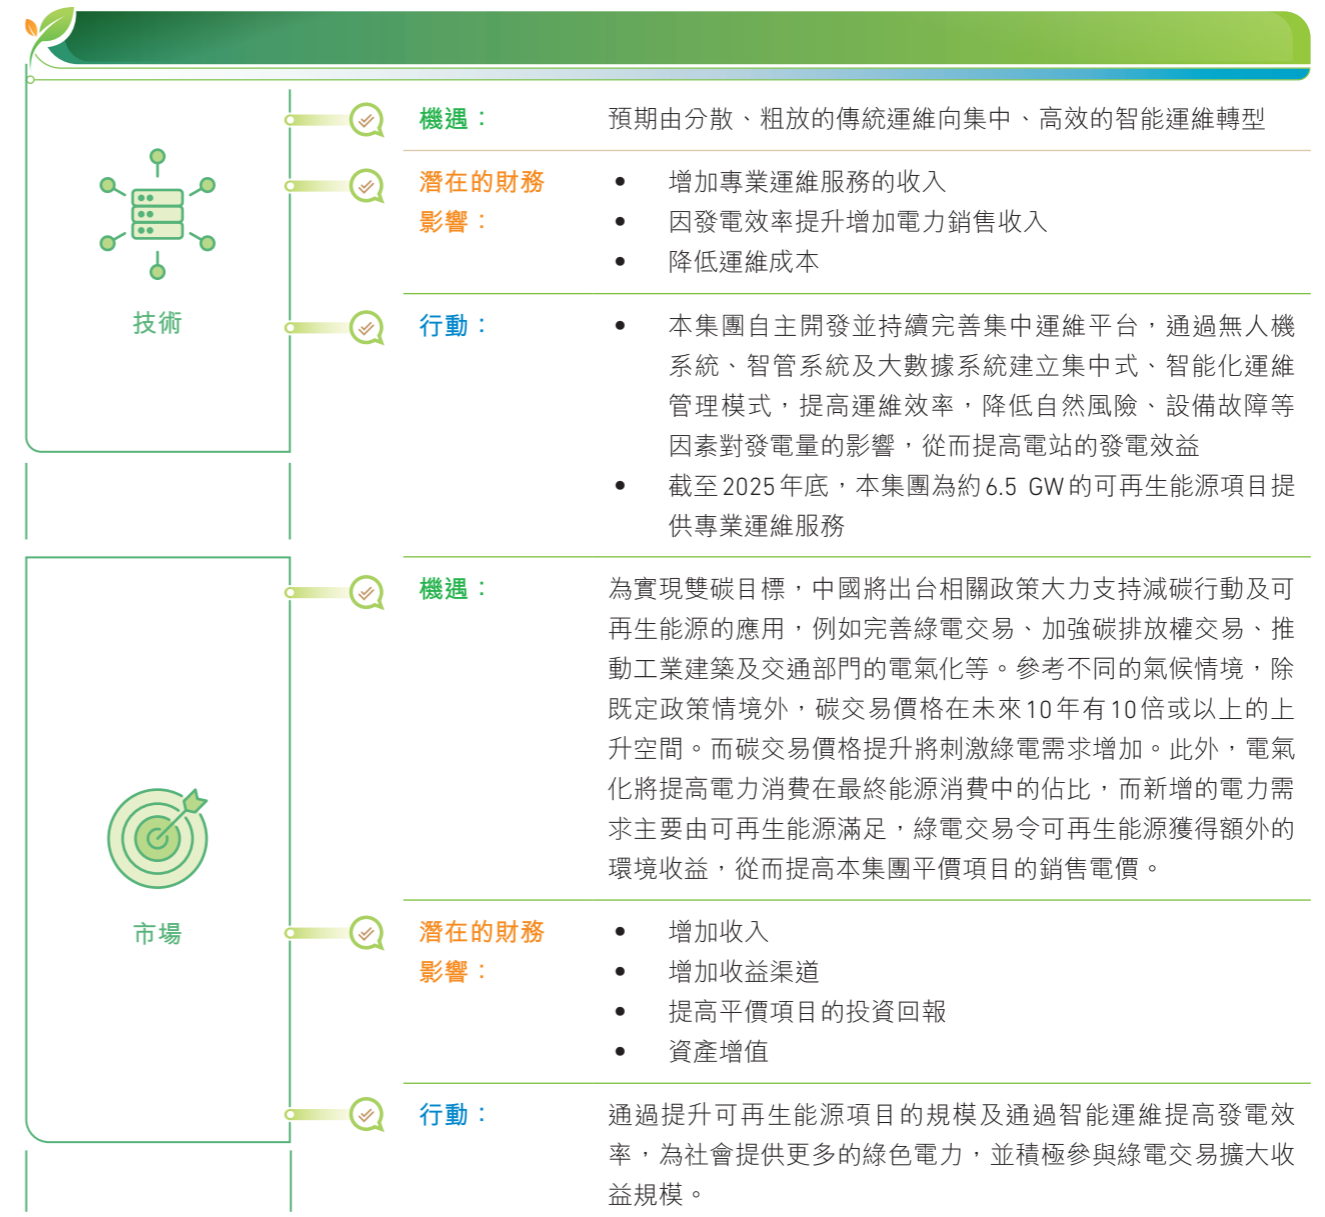 技術
機遇：
預期由分散、粗放的傳統運維向集中、高效的智能運維轉型
潛在的財務
影響：
• 增加專業運維服務的收入
• 因發電效率提升增加電力銷售收入
• 降低運維成本
行動：
• 本集團自主開發並持續完善集中運維平台，通過無人機
系統、智管系統及大數據系統建立集中式、智能化運維
管理模式，提高運維效率，降低自然風險、設備故障等
因素對發電量的影響，從而提高電站的發電效益
• 截至2025年底，本集團為約6.5 GW的可再生能源項目提
供專業運維服務
市場
機遇：
為實現雙碳目標，中國將出台相關政策大力支持減碳行動及可
再生能源的應用，例如完善綠電交易、加強碳排放權交易、推
動工業建築及交通部門的電氣化等。參考不同的氣候情境，除
既定政策情境外，碳交易價格在未來10年有10倍或以上的上
升空間。而碳交易價格提升將刺激綠電需求增加。此外，電氣
化將提高電力消費在最終能源消費中的佔比，而新增的電力需
求主要由可再生能源滿足，綠電交易令可再生能源獲得額外的
環境收益，從而提高本集團平價項目的銷售電價。
潛在的財務
影響：
• 增加收入
• 增加收益渠道
• 提高平價項目的投資回報
• 資產增值
行動：
通過提升可再生能源項目的規模及通過智能運維提高發電效
率，為社會提供更多的綠色電力，並積極參與綠電交易擴大收
益規模。